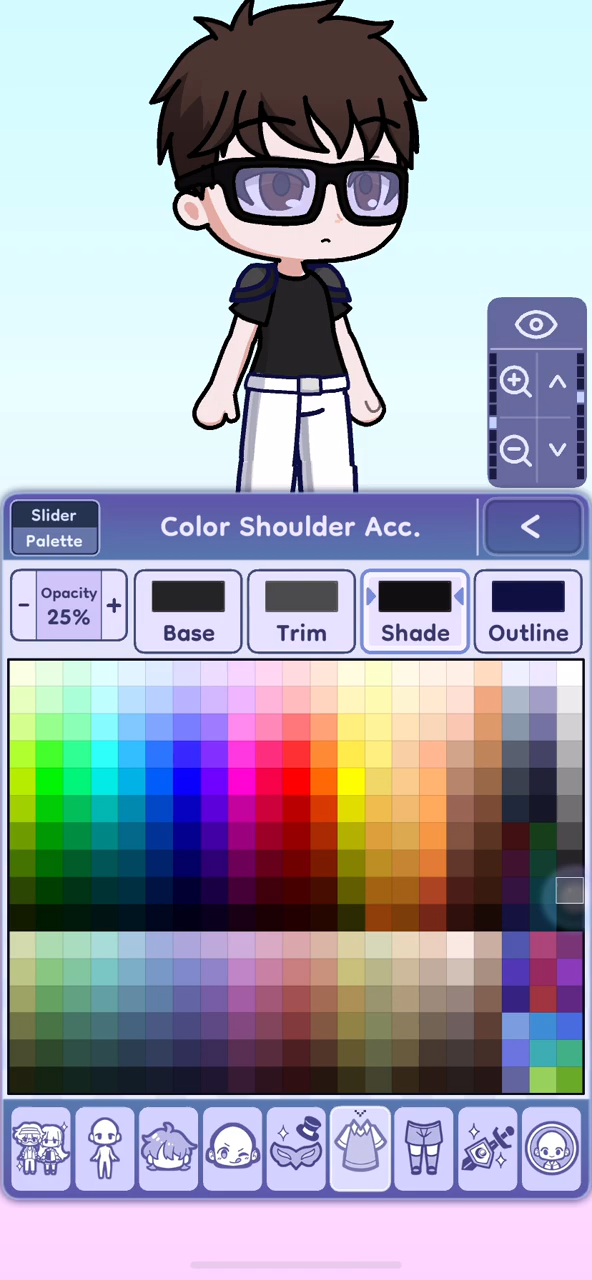 Slider
Palette
Color Shoulder Acc.
<
- Opacity +
25%
Base
Trim
Shade
Outline